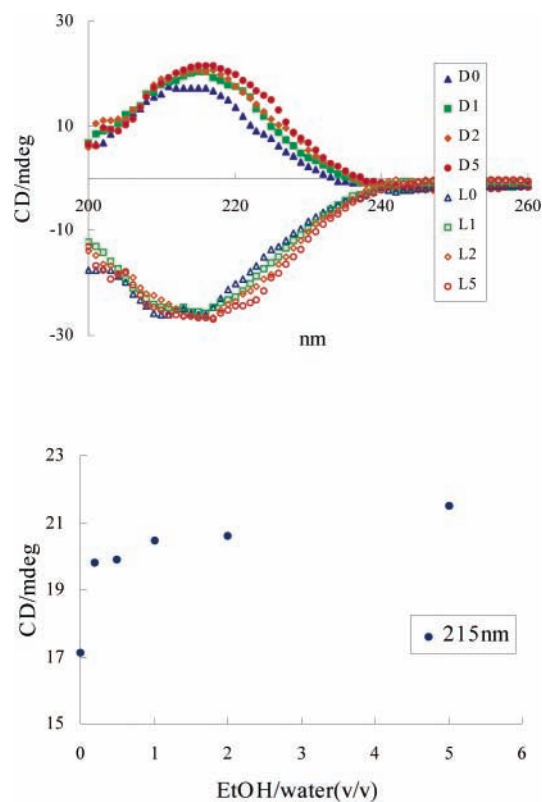 30
10
-10
-30
CD/mdeg
200
220
240
260
nm
D0
D1
D2
D5
L0
L1
L2
L5
23
21
19
17
15
CD/mdeg
215nm
0 1 2 3 4 5 6
EtOH/water(v/v)